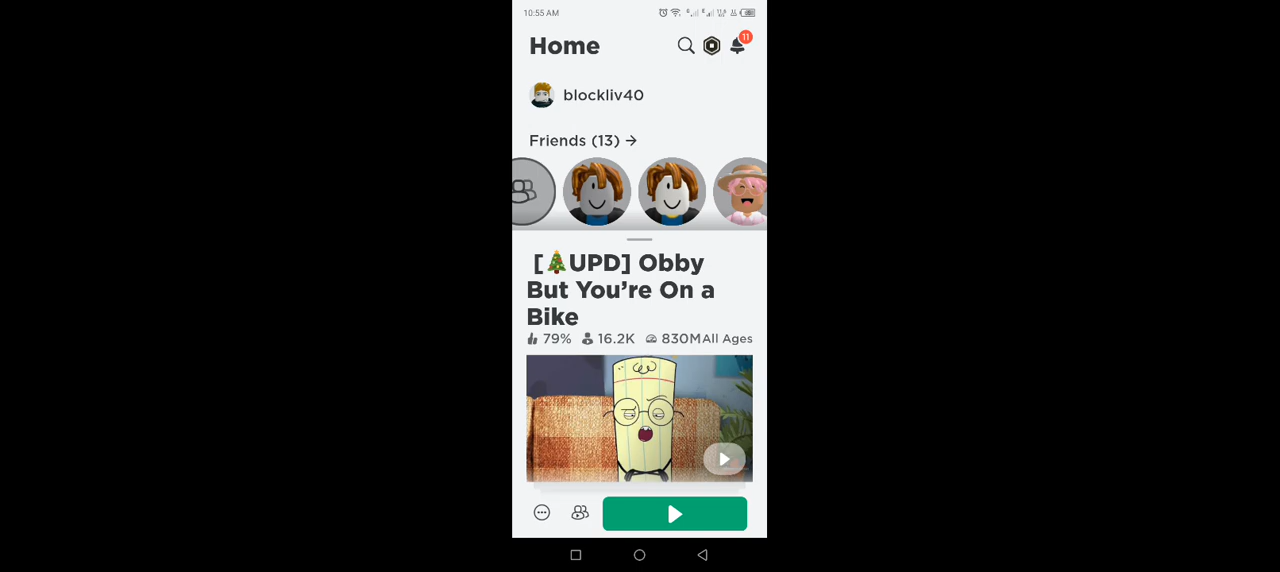 10:55 AM
Home
11
blockliv40
Friends (13) →
[🎄UPD] Obby
But You’re On a
Bike
79% 16.2K 830M All Ages